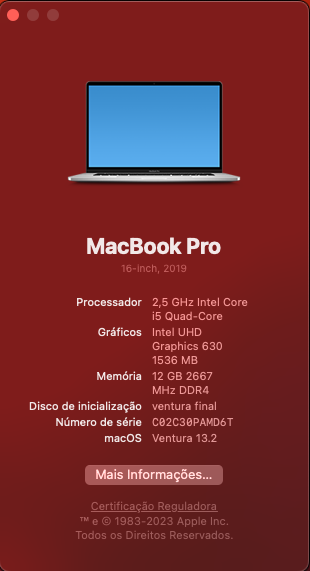 MacBook Pro
16-inch, 2019
Processador 2,5 GHz Intel Core
i5 Quad-Core
Gráficos Intel UHD
Graphics 630
1536 MB
Memória 12 GB 2667
MHz DDR4
Disco de inicialização ventura final
Número de série C02C30PAMD6T
macOS Ventura 13.2
Mais Informações...
Certificação Reguladora
™ e © 1983-2023 Apple Inc.
Todos os Direitos Reservados.